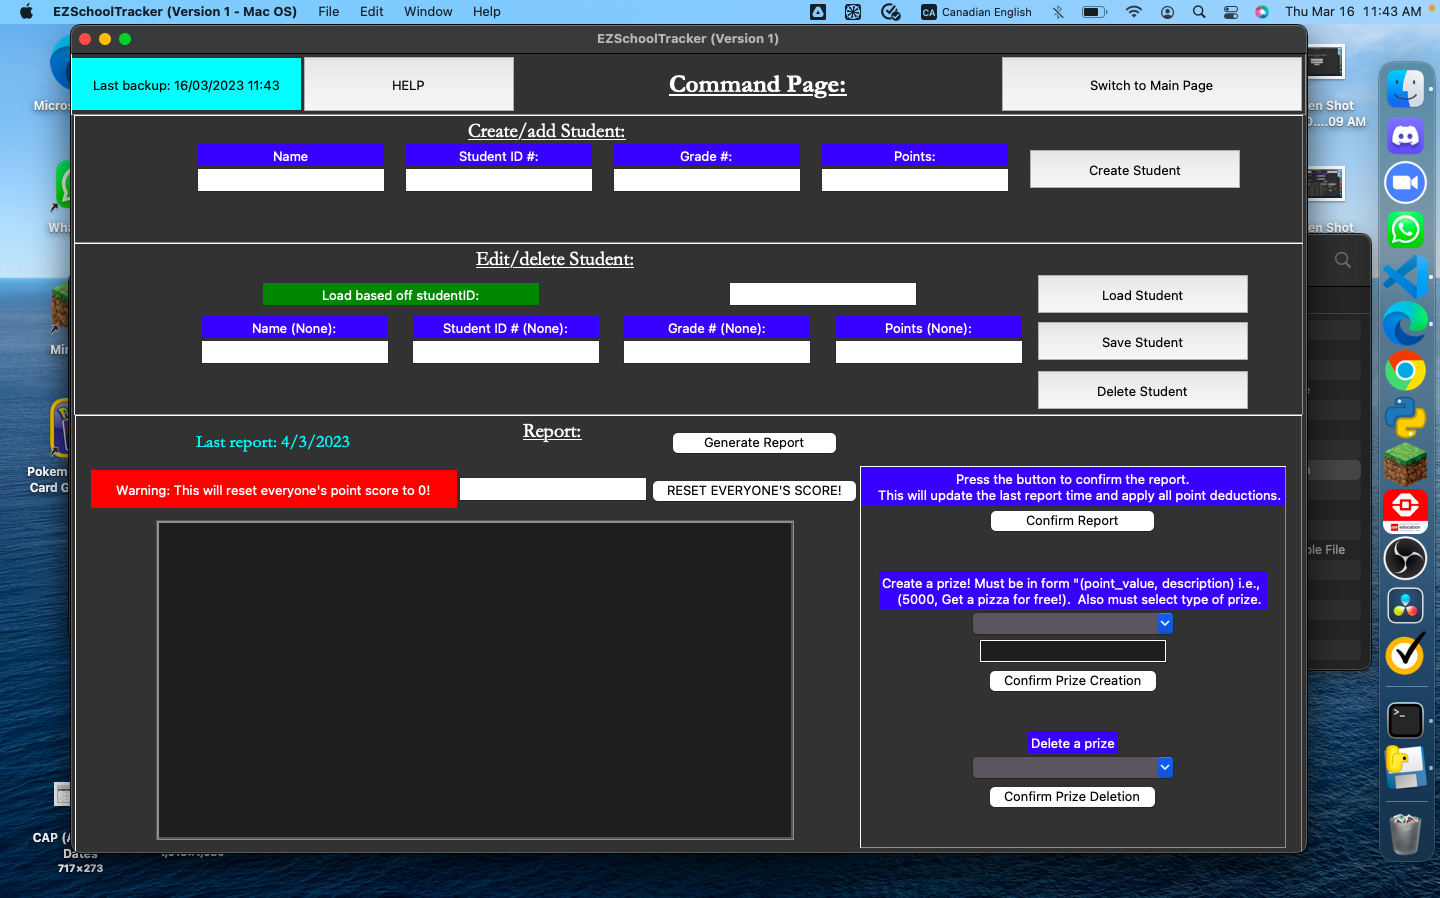 EZSchoolTracker (Version 1 - Mac OS) File Edit Window Help CA Canadian English Thu Mar 16 11:43 AM
EZSchoolTracker (Version 1)
Last backup: 16/03/2023 11:43
HELP
Command Page:
Switch to Main Page
Create/add Student:
Name
Student ID #:
Grade #:
Points:
Create Student
Edit/delete Student:
Load based off studentID:
Load Student
Name (None):
Student ID # (None):
Grade # (None):
Points (None):
Save Student
Delete Student
Last report: 4/3/2023
Report:
Generate Report
Warning: This will reset everyone's point score to 0!
RESET EVERYONE'S SCORE!
Press the button to confirm the report.
This will update the last report time and apply all point deductions.
Confirm Report
Create a prize! Must be in form "(point_value, description) i.e.,
(5000, Get a pizza for free!). Also must select type of prize.
Confirm Prize Creation
Delete a prize
Confirm Prize Deletion
Micros
Wha
Min
Pokem
Card G
CAP (A
Dates
717×273
en Shot
0....09 AM
en Shot
ple File
education